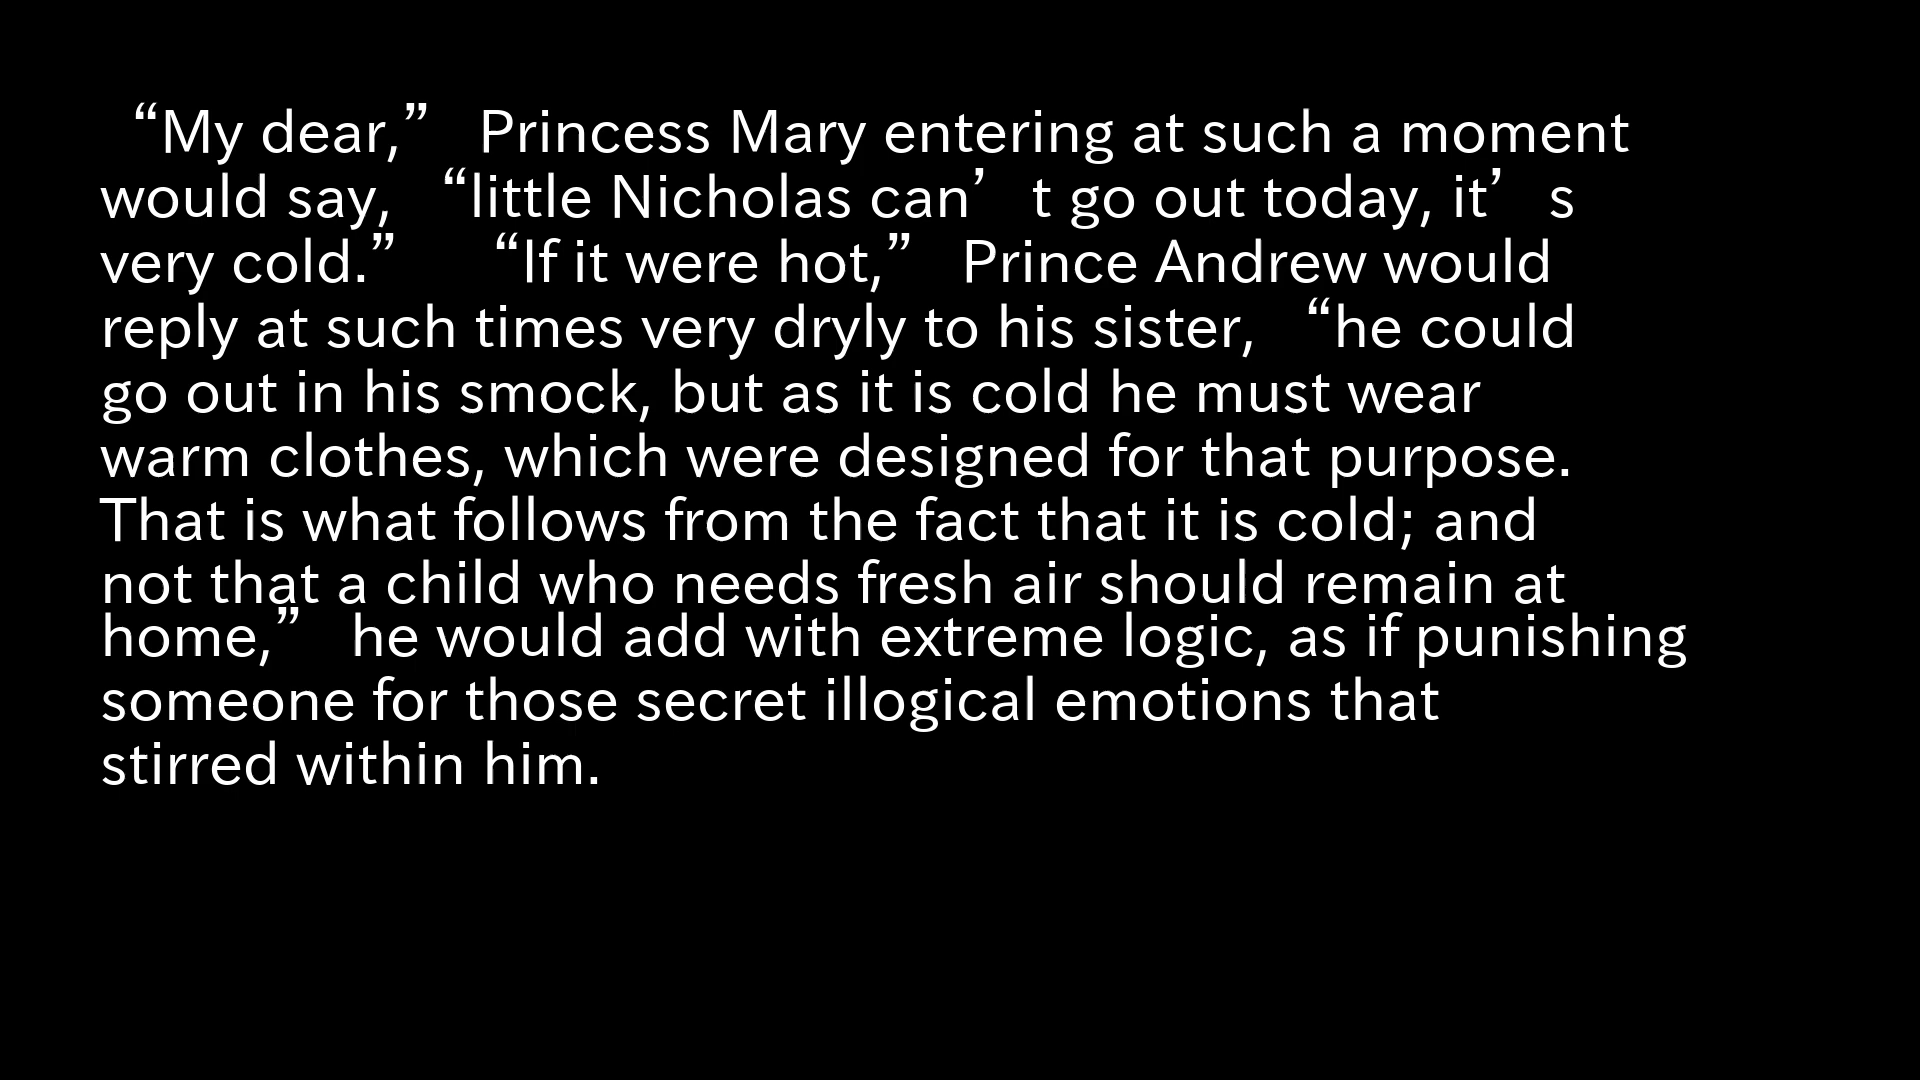 “My dear,” Princess Mary entering at such a moment
would say, “little Nicholas can’t go out today, it’s
very cold.” “If it were hot,” Prince Andrew would
reply at such times very dryly to his sister, “he could
go out in his smock, but as it is cold he must wear
warm clothes, which were designed for that purpose.
That is what follows from the fact that it is cold; and
not that a child who needs fresh air should remain at
home,” he would add with extreme logic, as if punishing
someone for those secret illogical emotions that
stirred within him.